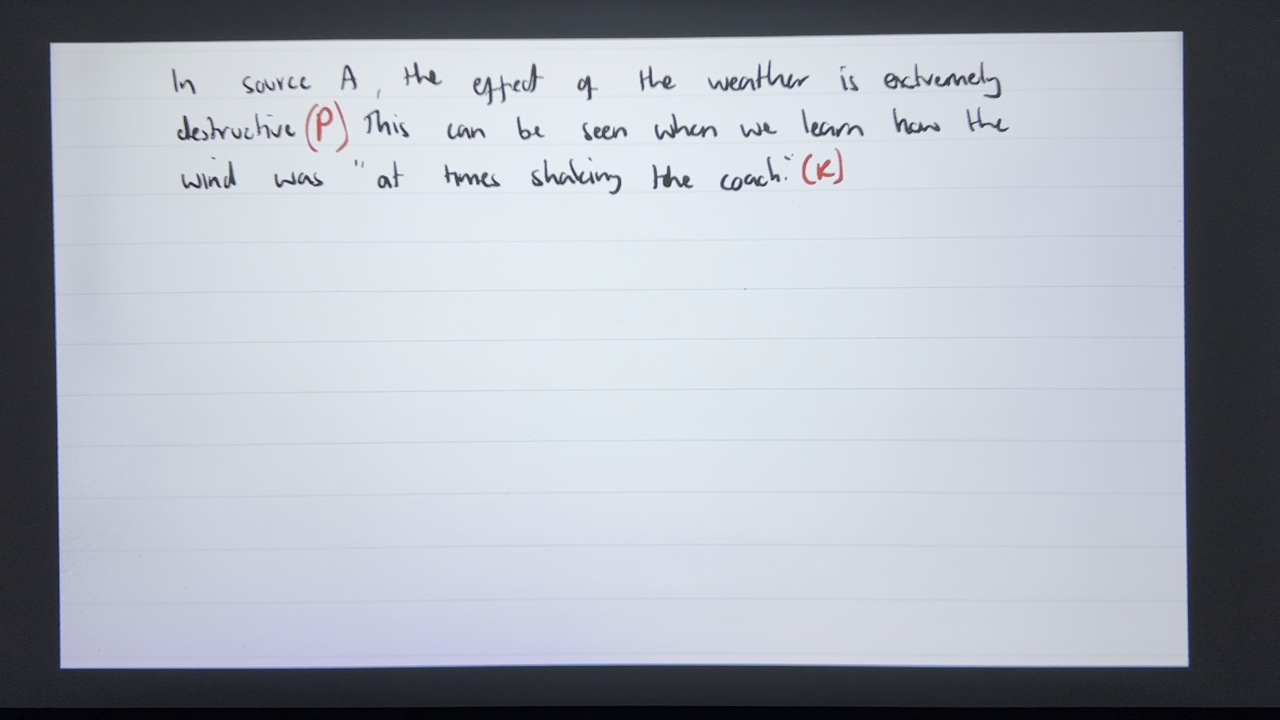 In source A, the effect of the weather is extremely
destructive (P) This can be seen when we learn how the
wind was "at times shaking the coach." (R)